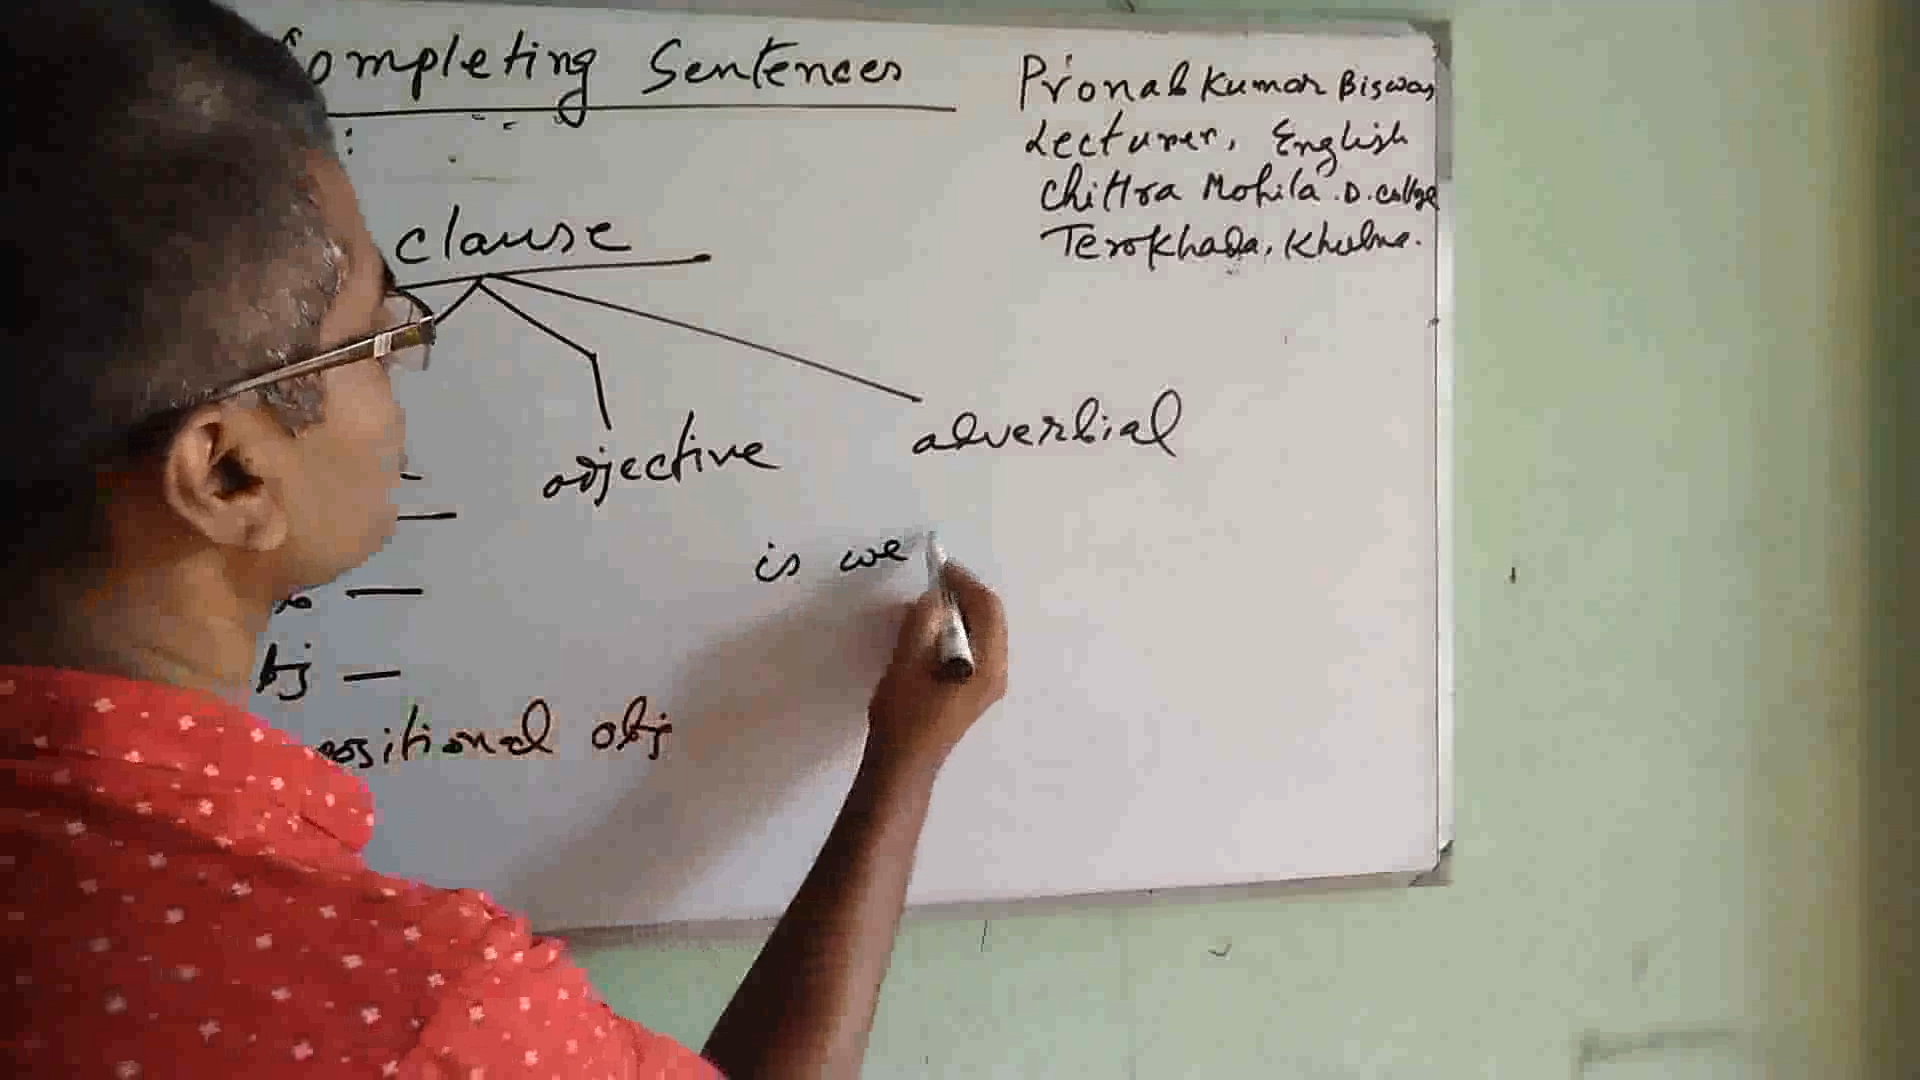 ompleting Sentences
Pronab Kumar Biswas
Lecturer, English
Chittra Mohila D. College
Terokhada, Khulna.
clause
adjective
adverbial
is we
bj —
ositional obj